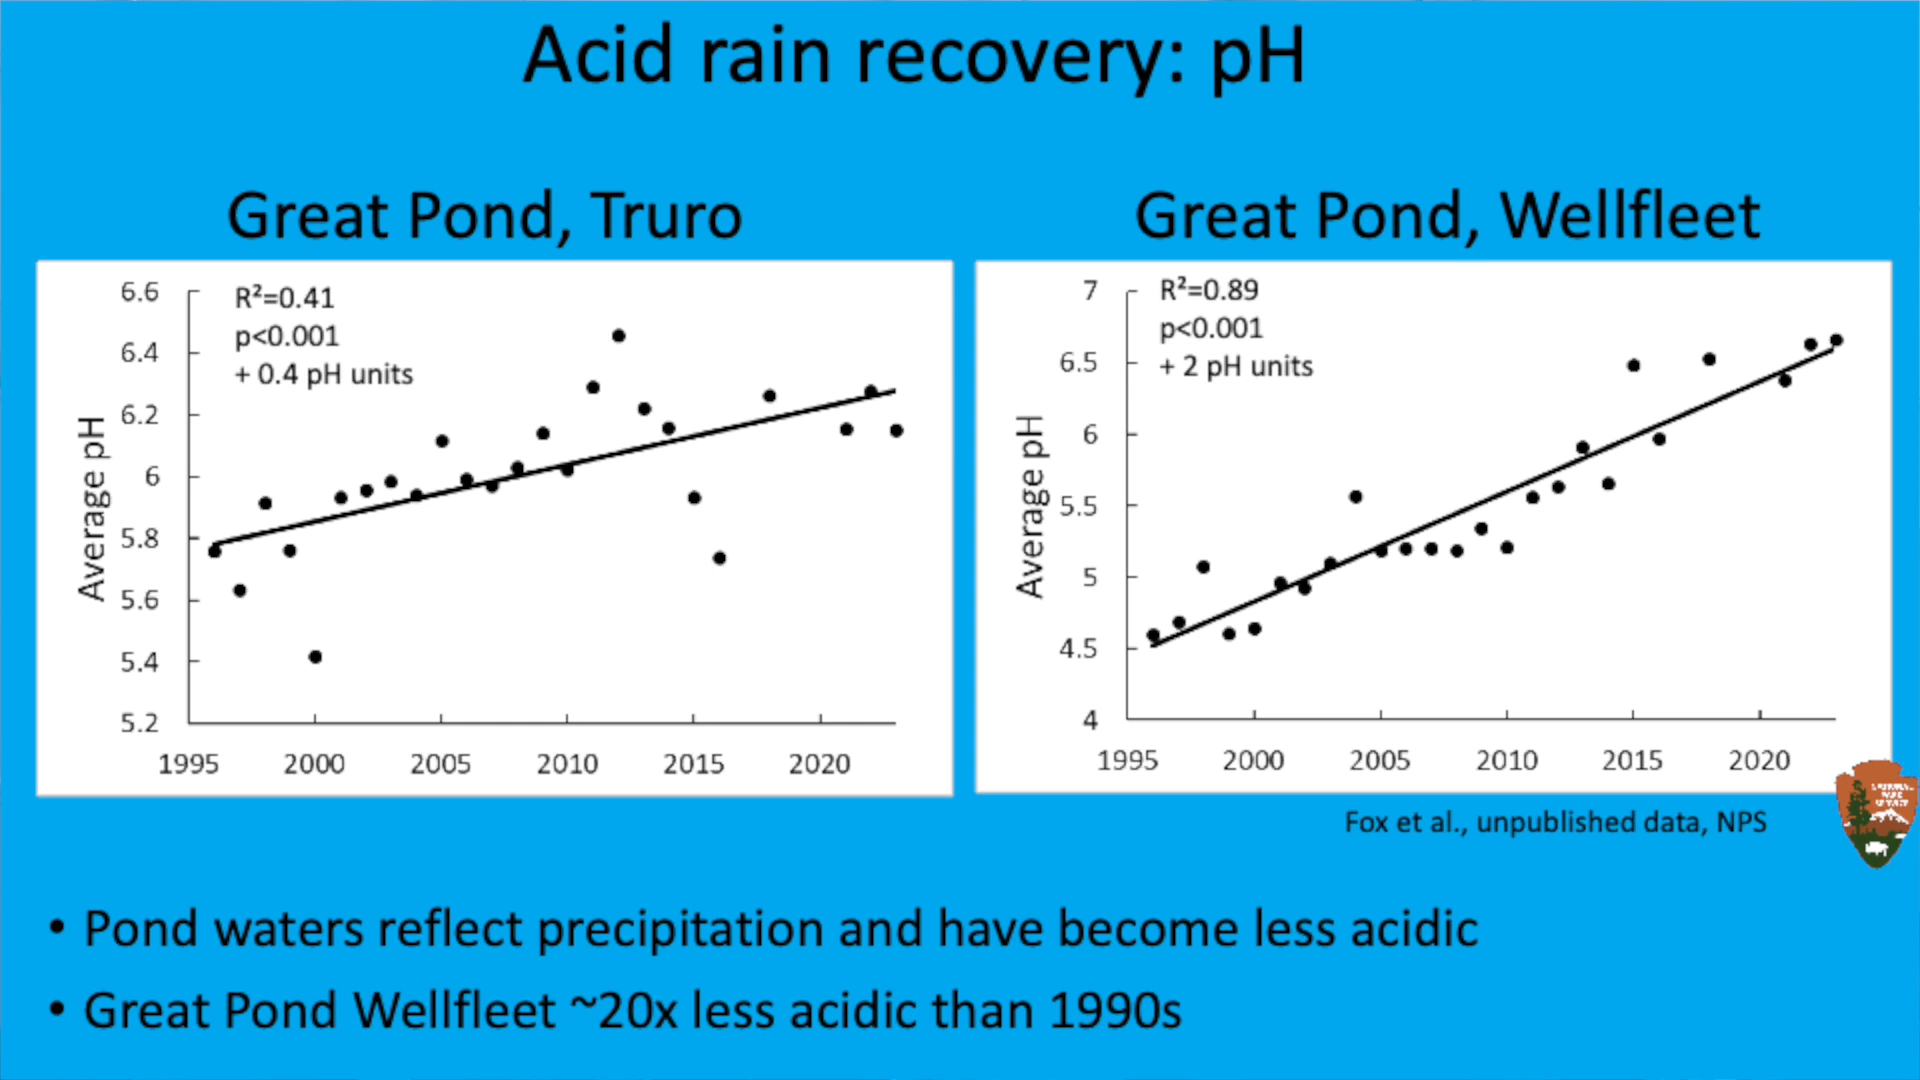 Acid rain recovery: pH
Great Pond, Truro
Great Pond, Wellfleet
R²=0.41
p<0.001
+ 0.4 pH units
Average pH
6.6
6.4
6.2
6
5.8
5.6
5.4
5.2
1995 2000 2005 2010 2015 2020
R²=0.89
p<0.001
+ 2 pH units
Average pH
7
6.5
6
5.5
5
4.5
4
1995 2000 2005 2010 2015 2020
Fox et al., unpublished data, NPS
• Pond waters reflect precipitation and have become less acidic
• Great Pond Wellfleet ~20x less acidic than 1990s